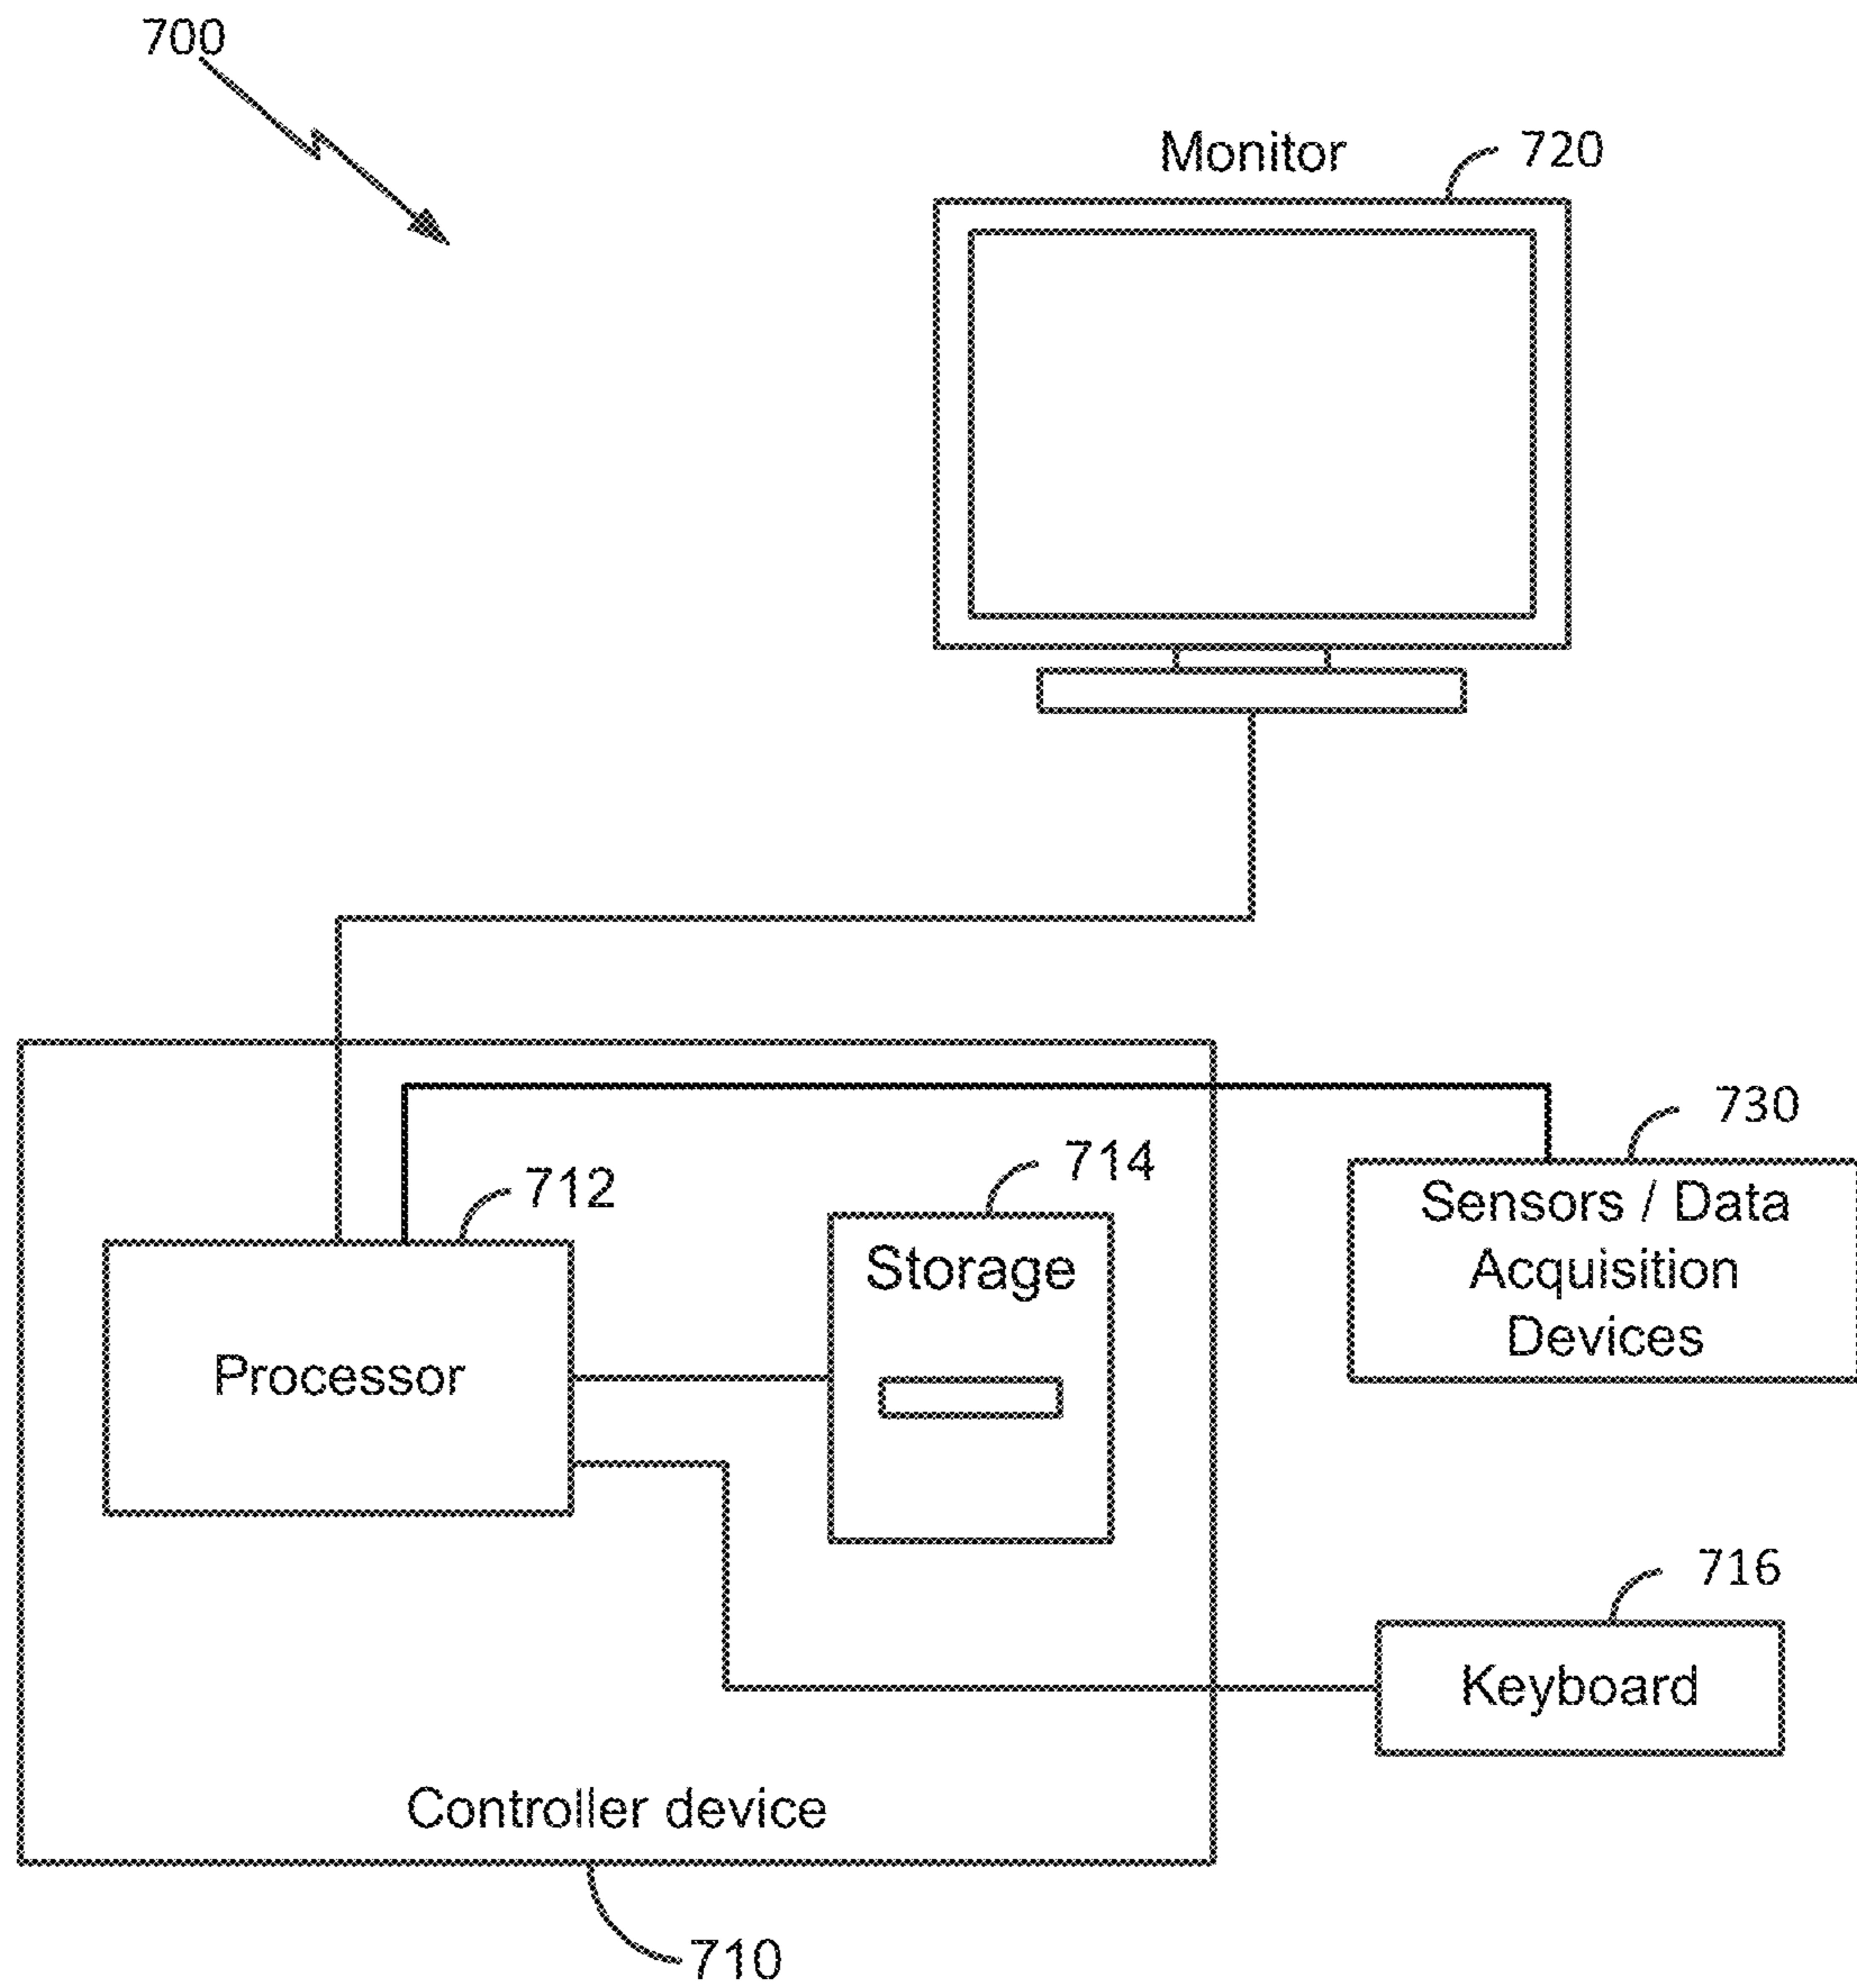 700
Monitor
720
730
Sensors / Data
Acquisition
Devices
712
714
Storage
Processor
716
Keyboard
Controller device
710